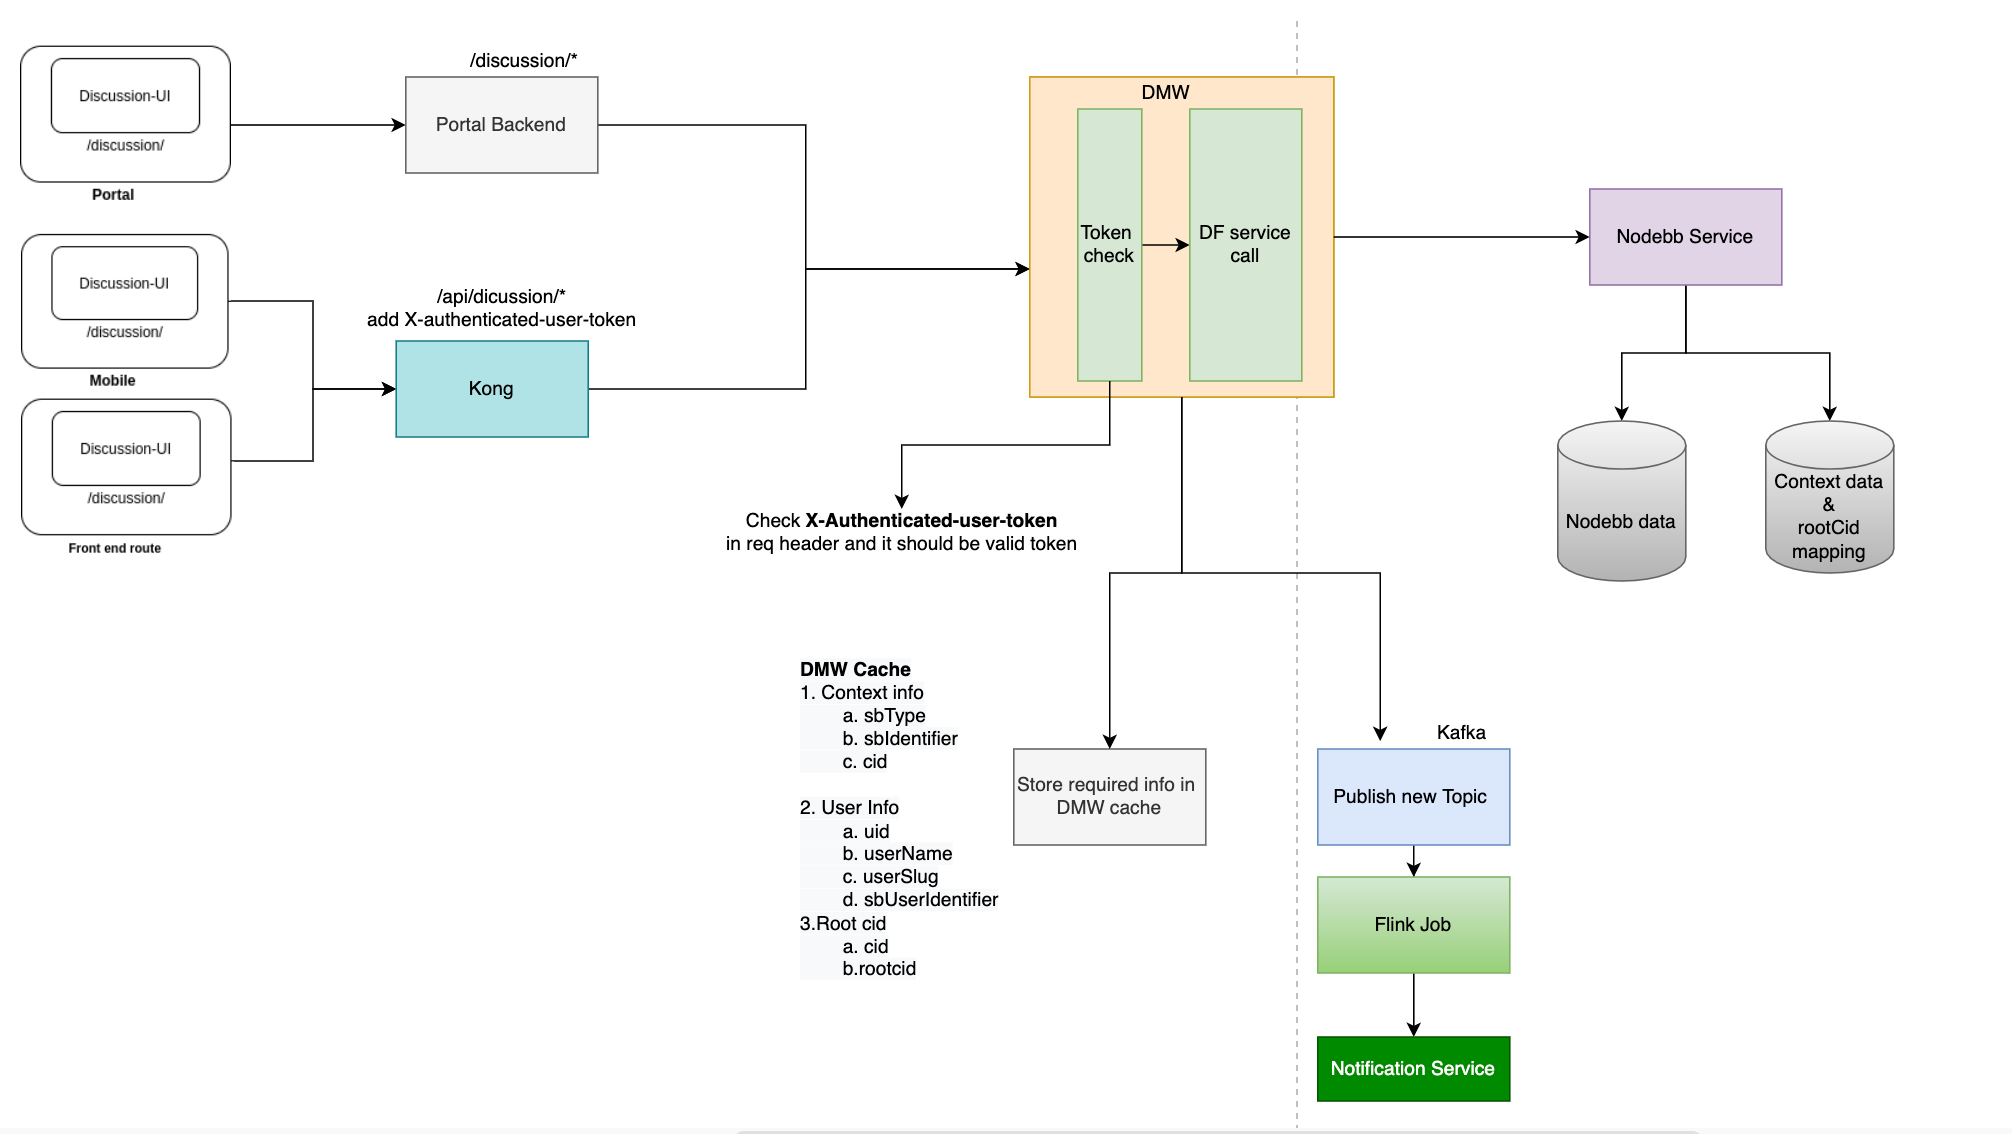 Discussion-UI
/discussion/
Portal
/discussion/*
Portal Backend
Discussion-UI
/discussion/
Mobile
/api/dicussion/*
add X-authenticated-user-token
Kong
Discussion-UI
/discussion/
Front end route
DMW
Token
check
DF service
call
Nodebb Service
Nodebb data
Context data
&
rootCid
mapping
Check X-Authenticated-user-token
in req header and it should be valid token
DMW Cache
1. Context info
a. sbType
b. sbIdentifier
c. cid
2. User Info
a. uid
b. userName
c. userSlug
d. sbUserIdentifier
3.Root cid
a. cid
b.rootcid
Store required info in
DMW cache
Kafka
Publish new Topic
Flink Job
Notification Service